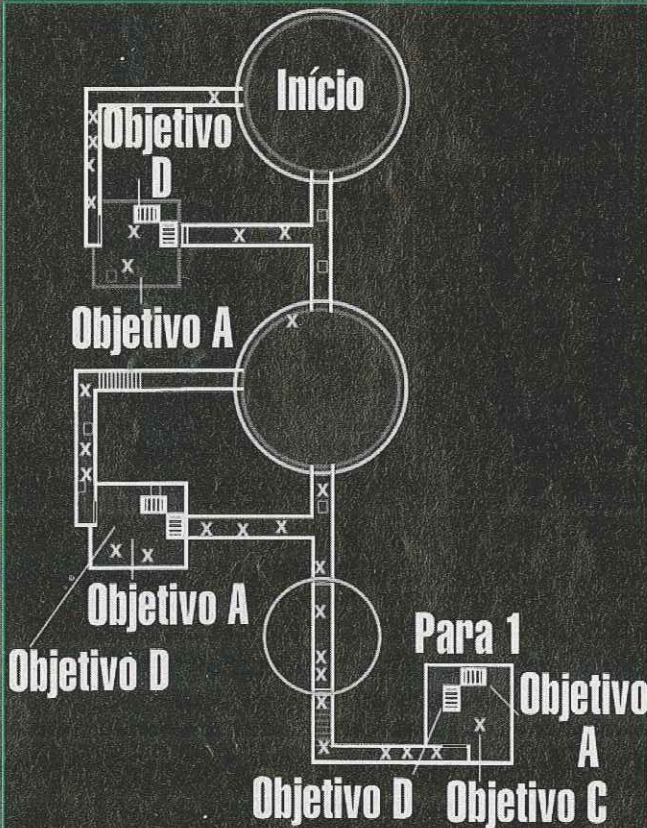 Início
Objetivo
D
Objetivo A
Objetivo A
Objetivo D
Para 1
Objetivo
A
Objetivo D
Objetivo C